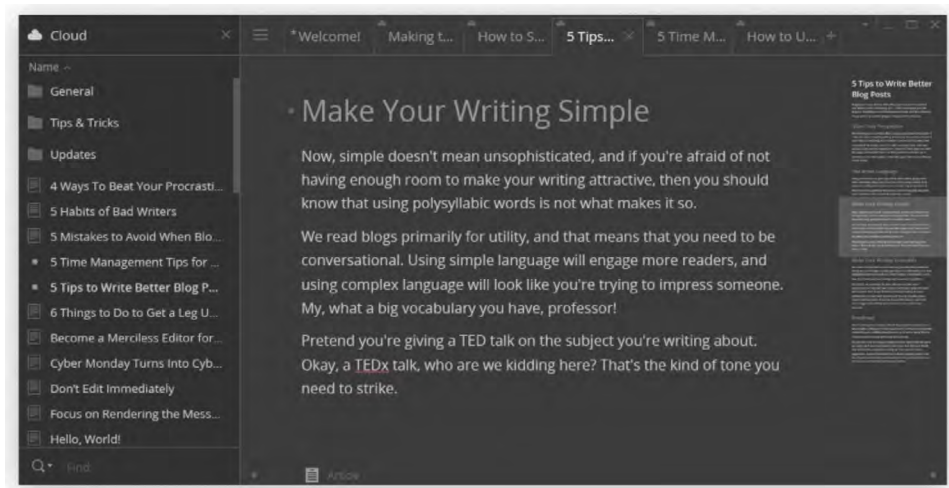 Cloud
*Welcome!
Making t...
How to S...
5 Tips...
5 Time M...
How to U...
Name
General
Tips & Tricks
Updates
4 Ways To Beat Your Procrasti...
5 Habits of Bad Writers
5 Mistakes to Avoid When Blo...
5 Time Management Tips for ...
5 Tips to Write Better Blog P...
6 Things to Do to Get a Leg U...
Become a Merciless Editor for...
Cyber Monday Turns Into Cyb...
Don't Edit Immediately
Focus on Rendering the Mess...
Hello, World!
Find
Make Your Writing Simple
Now, simple doesn't mean unsophisticated, and if you're afraid of not
having enough room to make your writing attractive, then you should
know that using polysyllabic words is not what makes it so.
We read blogs primarily for utility, and that means that you need to be
conversational. Using simple language will engage more readers, and
using complex language will look like you're trying to impress someone.
My, what a big vocabulary you have, professor!
Pretend you're giving a TED talk on the subject you're writing about.
Okay, a TEDx talk, who are we kidding here? That's the kind of tone you
need to strike.
Article
5 Tips to Write Better
Blog Posts